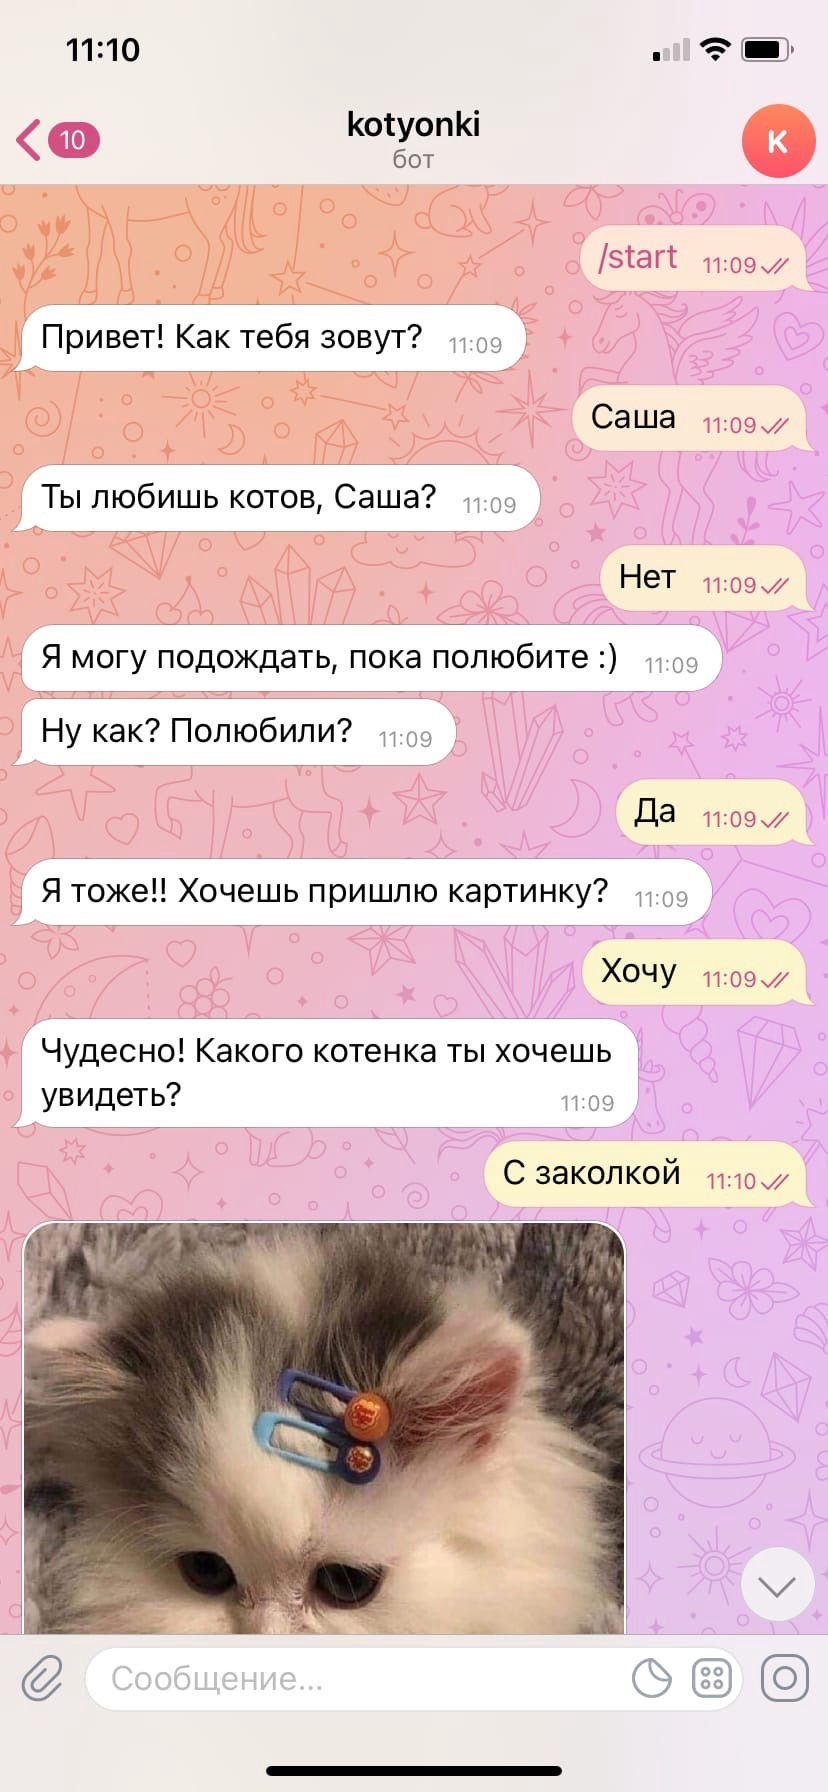 11:10
10
kotyonki
бот
K
/start 11:09
Привет! Как тебя зовут? 11:09
Саша 11:09
Ты любишь котов, Саша? 11:09
Нет 11:09
Я могу подождать, пока полюбите :) 11:09
Ну как? Полюбили? 11:09
Да 11:09
Я тоже!! Хочешь пришлю картинку? 11:09
Хочу 11:09
Чудесно! Какого котенка ты хочешь
увидеть? 11:09
С заколкой 11:10
Сообщение...